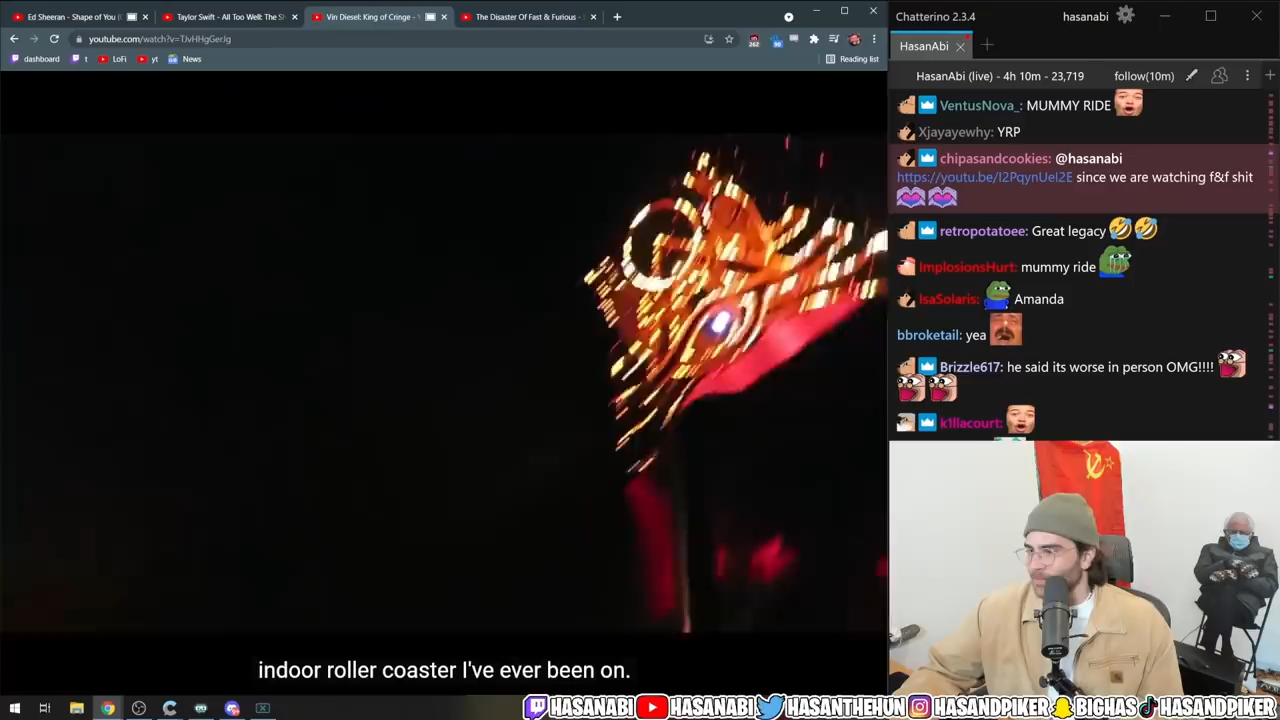 Ed Sheeran - Shape of You (
Taylor Swift - All Too Well: The Sh
Vin Diesel: King of Cringe - Y
The Disaster Of Fast & Furious - S
youtube.com/watch?v=TJvHHgGerJg
262
90
dashboard
t
LoFi
yt
News
Reading list
indoor roller coaster I've ever been on.
Chatterino 2.3.4
hasanabi
HasanAbi
HasanAbi (live) - 4h 10m - 23,719
follow(10m)
VentusNova_: MUMMY RIDE
Xjayayewhy: YRP
chipasandcookies: @hasanabi
https://youtu.be/I2PqynUeI2E since we are watching f&f shit
retropotatoee: Great legacy
ImplosionsHurt: mummy ride
IsaSolaris: Amanda
bbroketail: yea
Brizzle617: he said its worse in person OMG!!!!
k1llacourt:
HASANABI HASANABI HASANTHEHUN HASANDPIKER BIGHAS HASANDPIKER